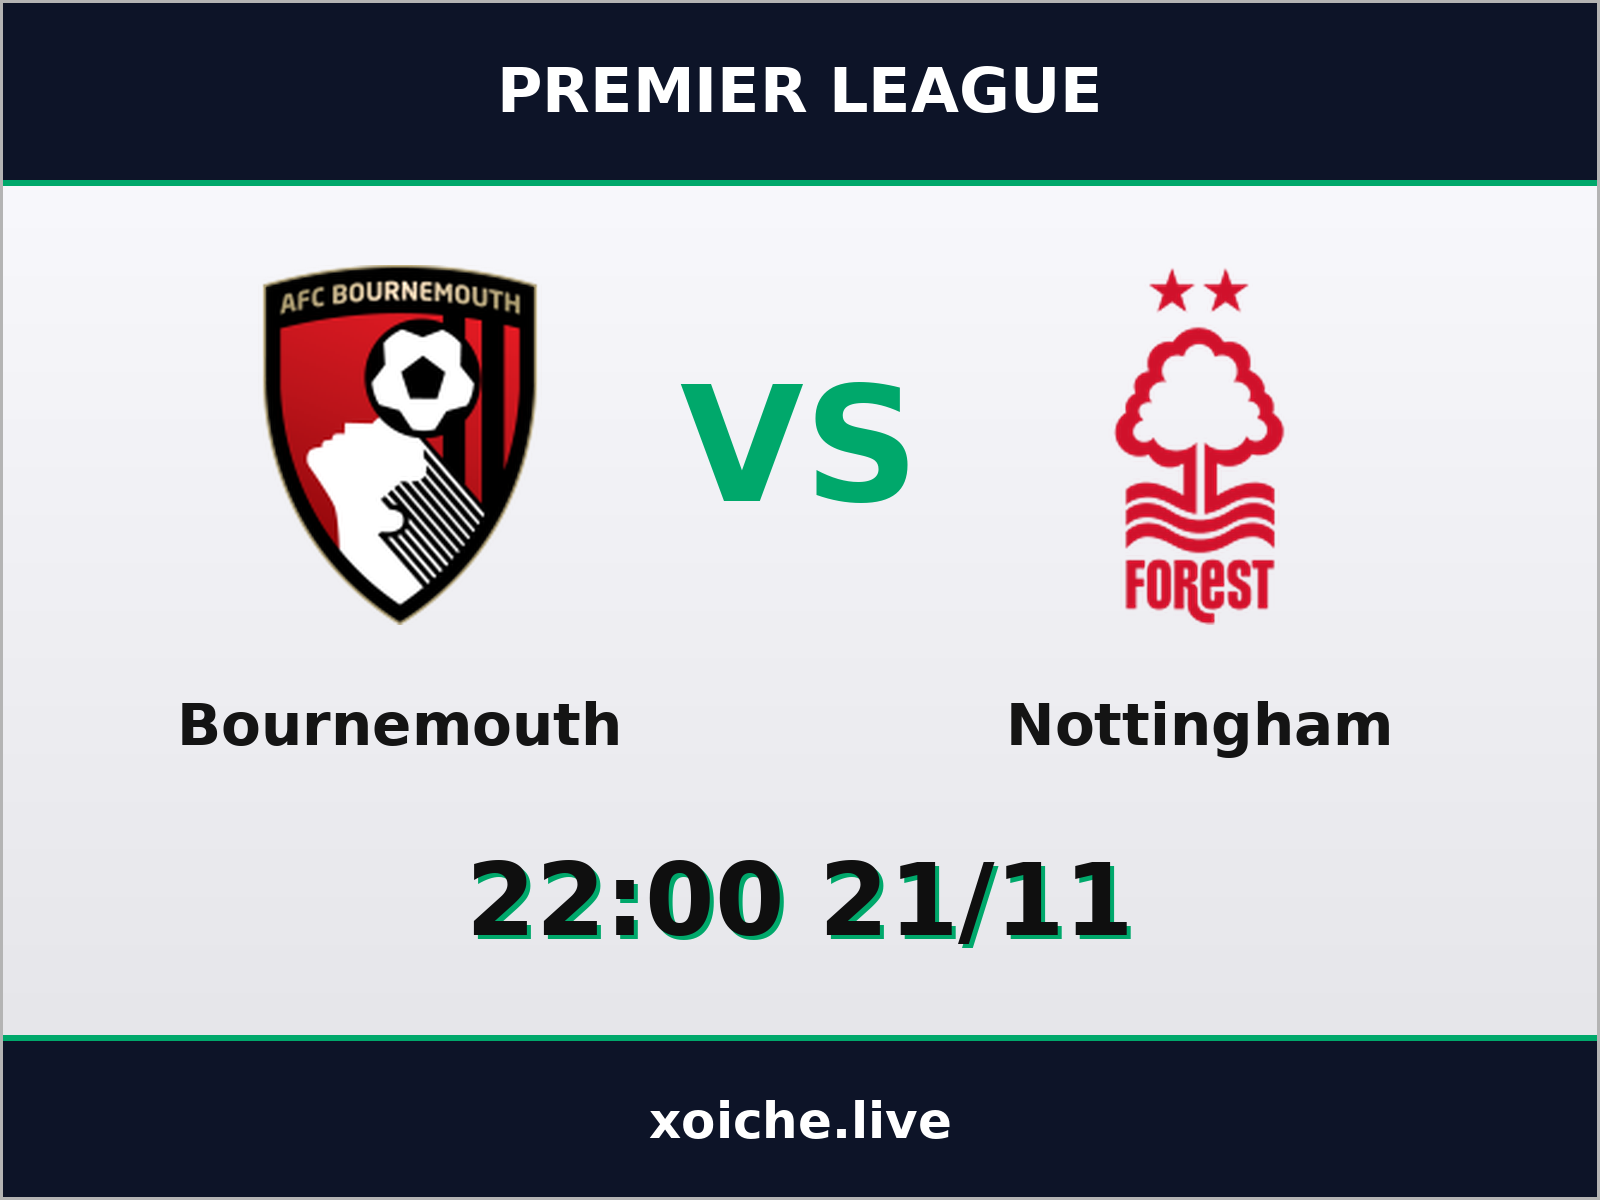 PREMIER LEAGUE
AFC BOURNEMOUTH
VS
FOREST
Bournemouth
Nottingham
22:00 21/11
xoiche.live